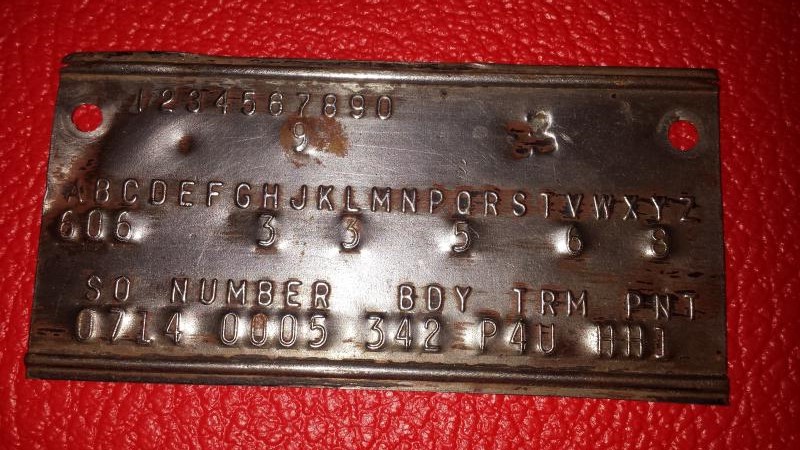 1234567890
9 3
ABCDEFGHJKLMNPQRSTVWXYZ
606 3 3 5 6 8
SO NUMBER BDY TRM PNT
0714 0005 342 P4U HH1